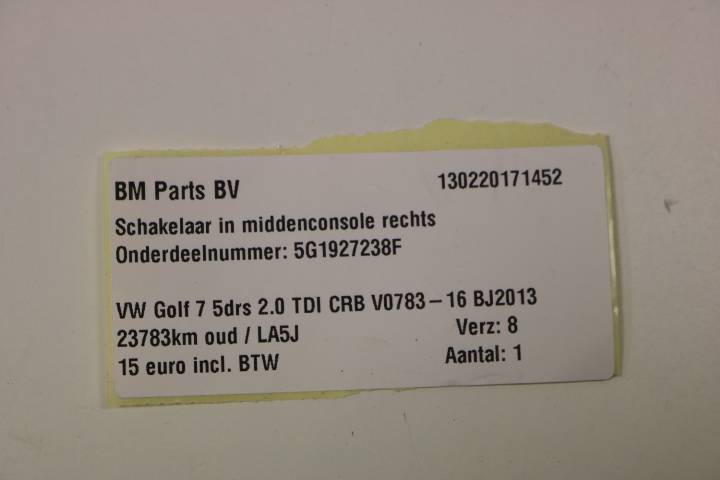 BM Parts BV 130220171452
Schakelaar in middenconsole rechts
Onderdeelnummer: 5G1927238F
VW Golf 7 5drs 2.0 TDI CRB V0783-16 BJ2013
23783km oud / LA5J Verz: 8
15 euro incl. BTW Aantal: 1